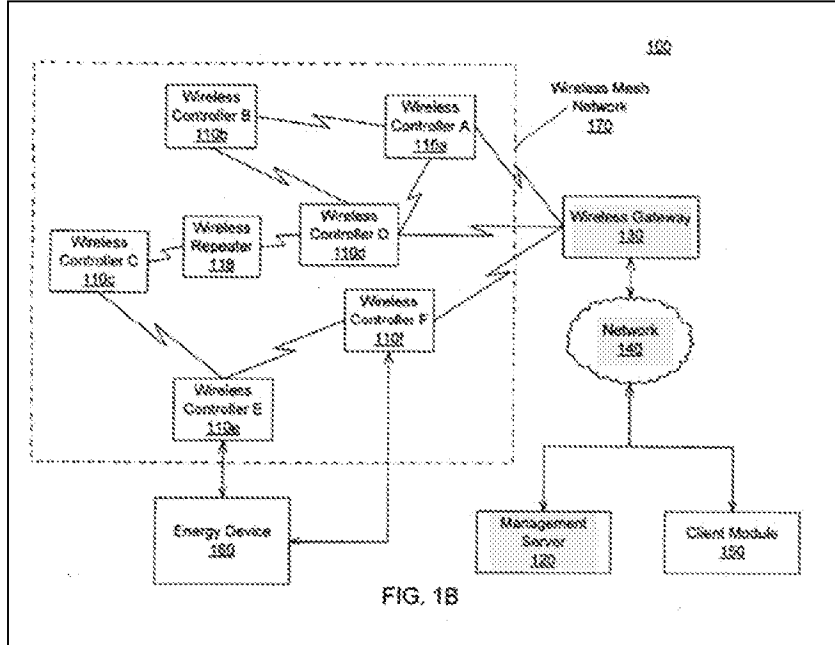 100
Wireless
Controller B
110b
Wireless
Controller A
110a
Wireless Mesh
Network
170
Wireless
Controller C
110c
Wireless
Repeater
Wireless
Controller D
110d
Wireless Gateway
130
Wireless
Controller F
110f
Network
140
Wireless
Controller E
110e
Energy Device
Management
Server
120
Client Module
150
FIG. 1B